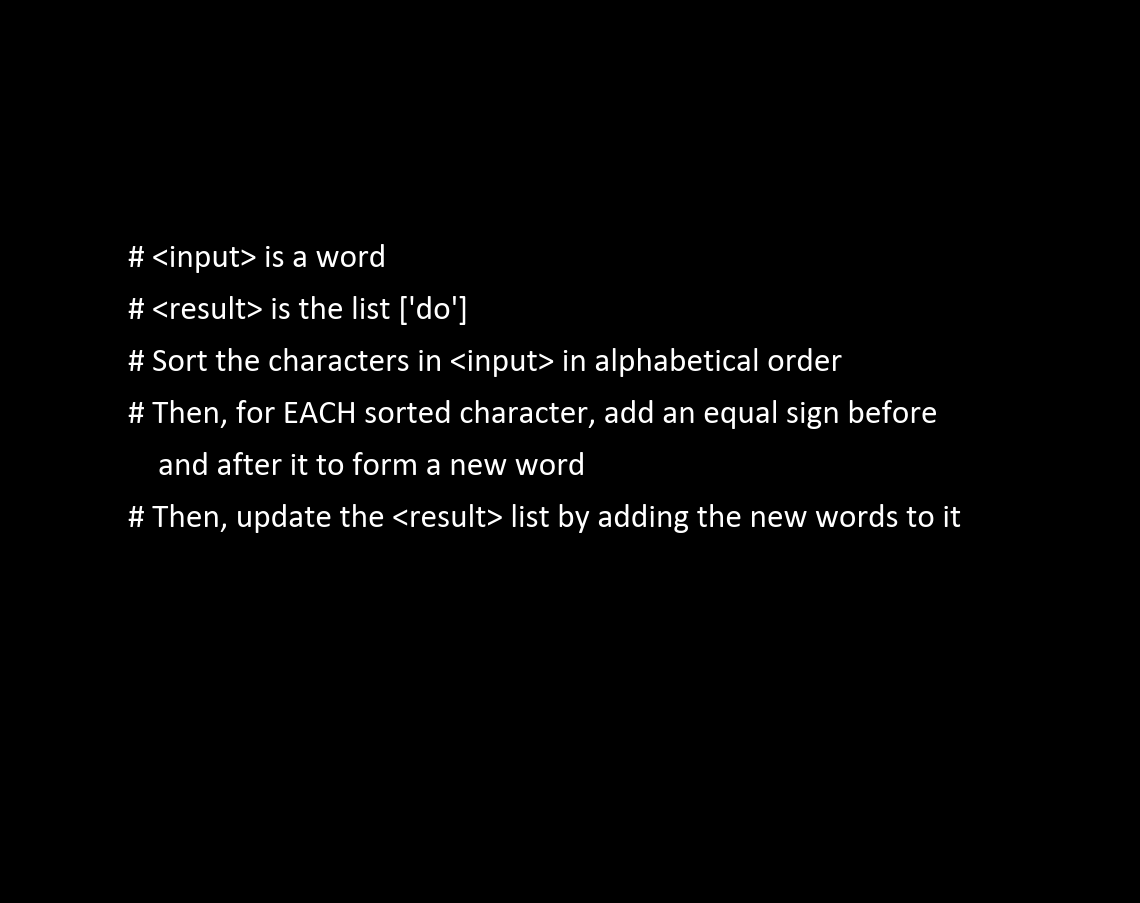 # <input> is a word
# <result> is the list ['do']
# Sort the characters in <input> in alphabetical order
# Then, for EACH sorted character, add an equal sign before
and after it to form a new word
# Then, update the <result> list by adding the new words to it